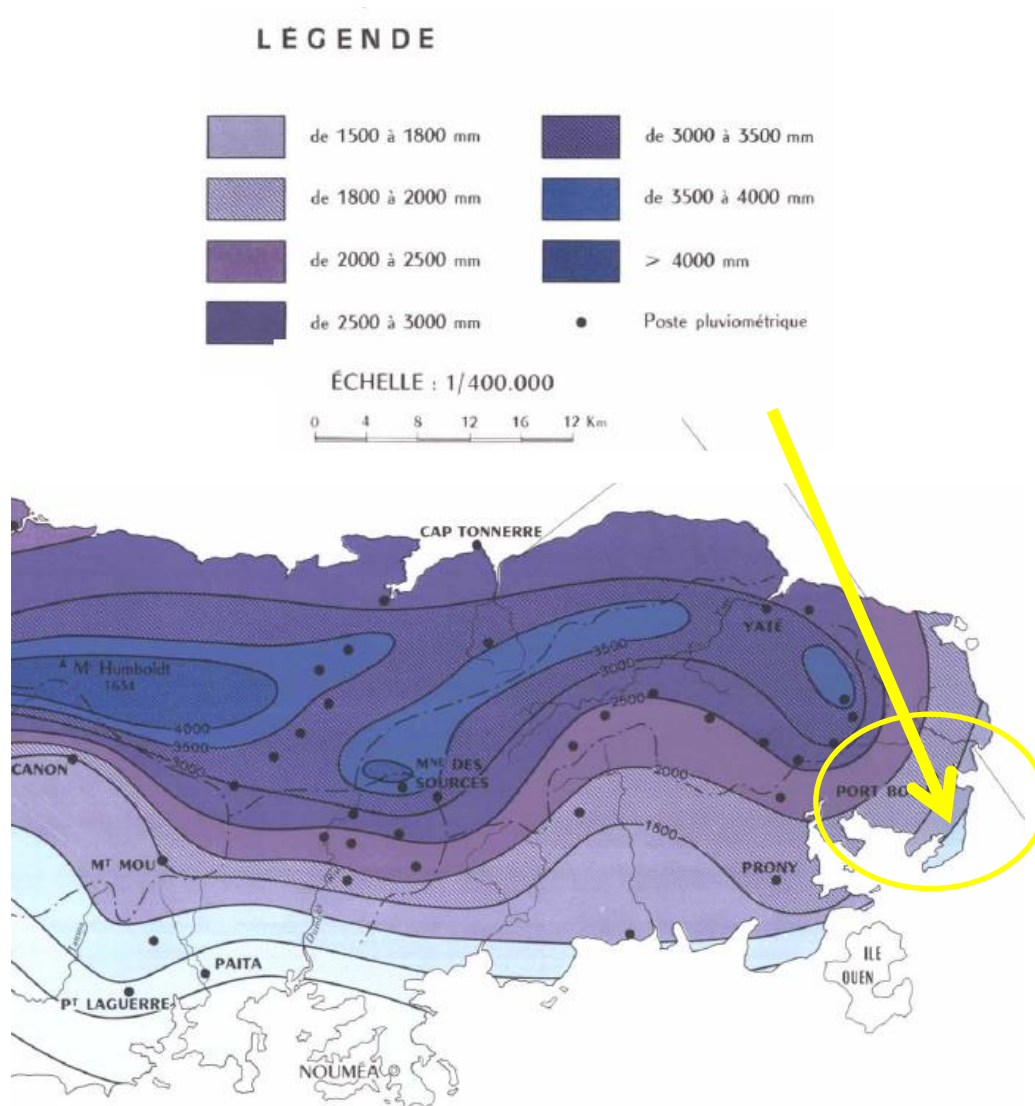 LÉGENDE
de 1500 à 1800 mm
de 1800 à 2000 mm
de 2000 à 2500 mm
de 2500 à 3000 mm
de 3000 à 3500 mm
de 3500 à 4000 mm
> 4000 mm
Poste pluviométrique
ÉCHELLE : 1/400.000
0 4 8 12 16 12 Km
CAP TONNERRE
YATÉ
Mt Humboldt
1634
3500
3000
2500
4000
3500
3000
CANON
MNE DES
SOURCES
2000
PORT BO
1800
MT MOU
PRONY
PAITA
PT LAGUERRE
ILE
OUEN
NOUMÉA